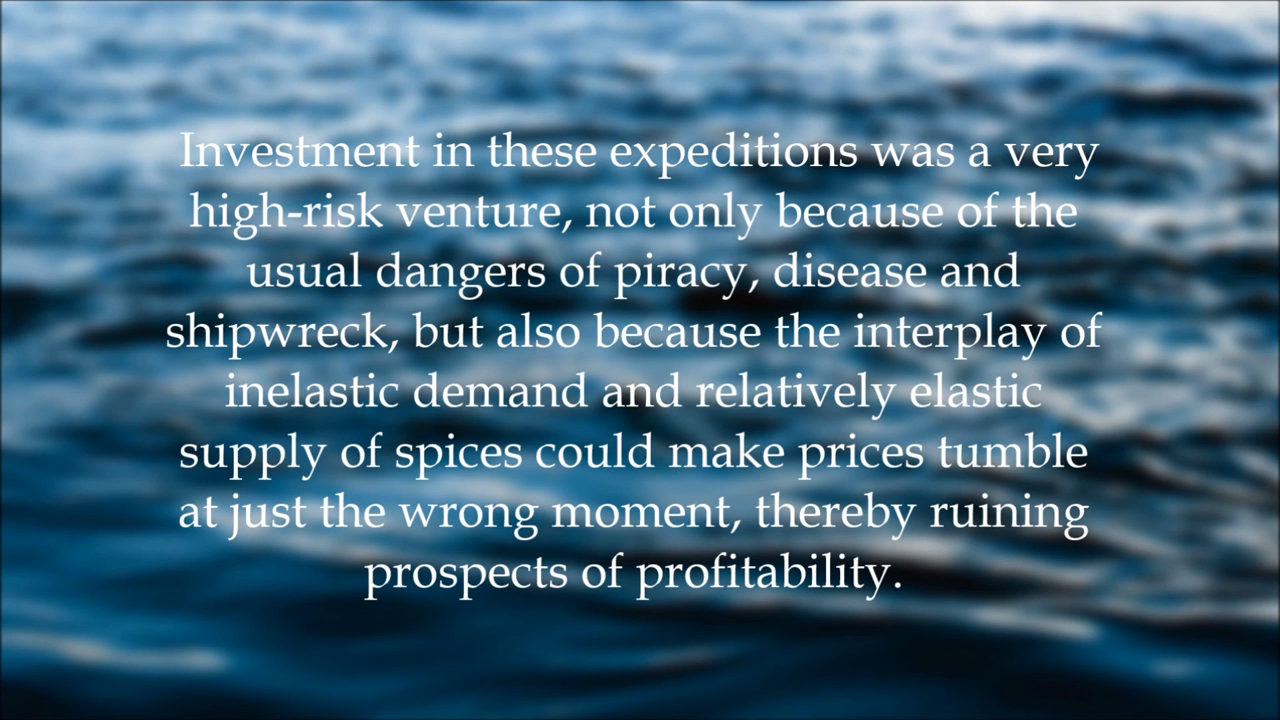 Investment in these expeditions was a very
high-risk venture, not only because of the
usual dangers of piracy, disease and
shipwreck, but also because the interplay of
inelastic demand and relatively elastic
supply of spices could make prices tumble
at just the wrong moment, thereby ruining
prospects of profitability.